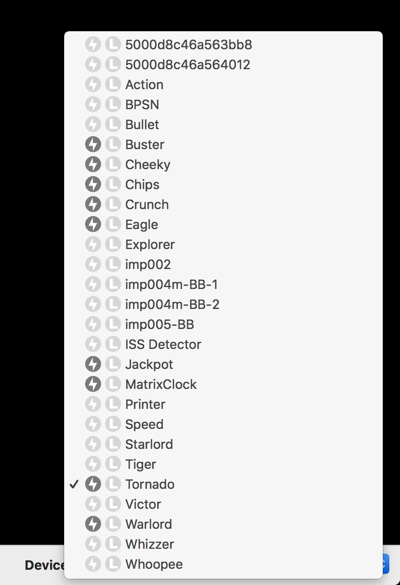 5000d8c46a563bb8
5000d8c46a564012
Action
BPSN
Bullet
Buster
Cheeky
Chips
Crunch
Eagle
Explorer
imp002
imp004m-BB-1
imp004m-BB-2
imp005-BB
ISS Detector
Jackpot
MatrixClock
Printer
Speed
Starlord
Tiger
Tornado
Victor
Warlord
Whizzer
Whoopee
Device